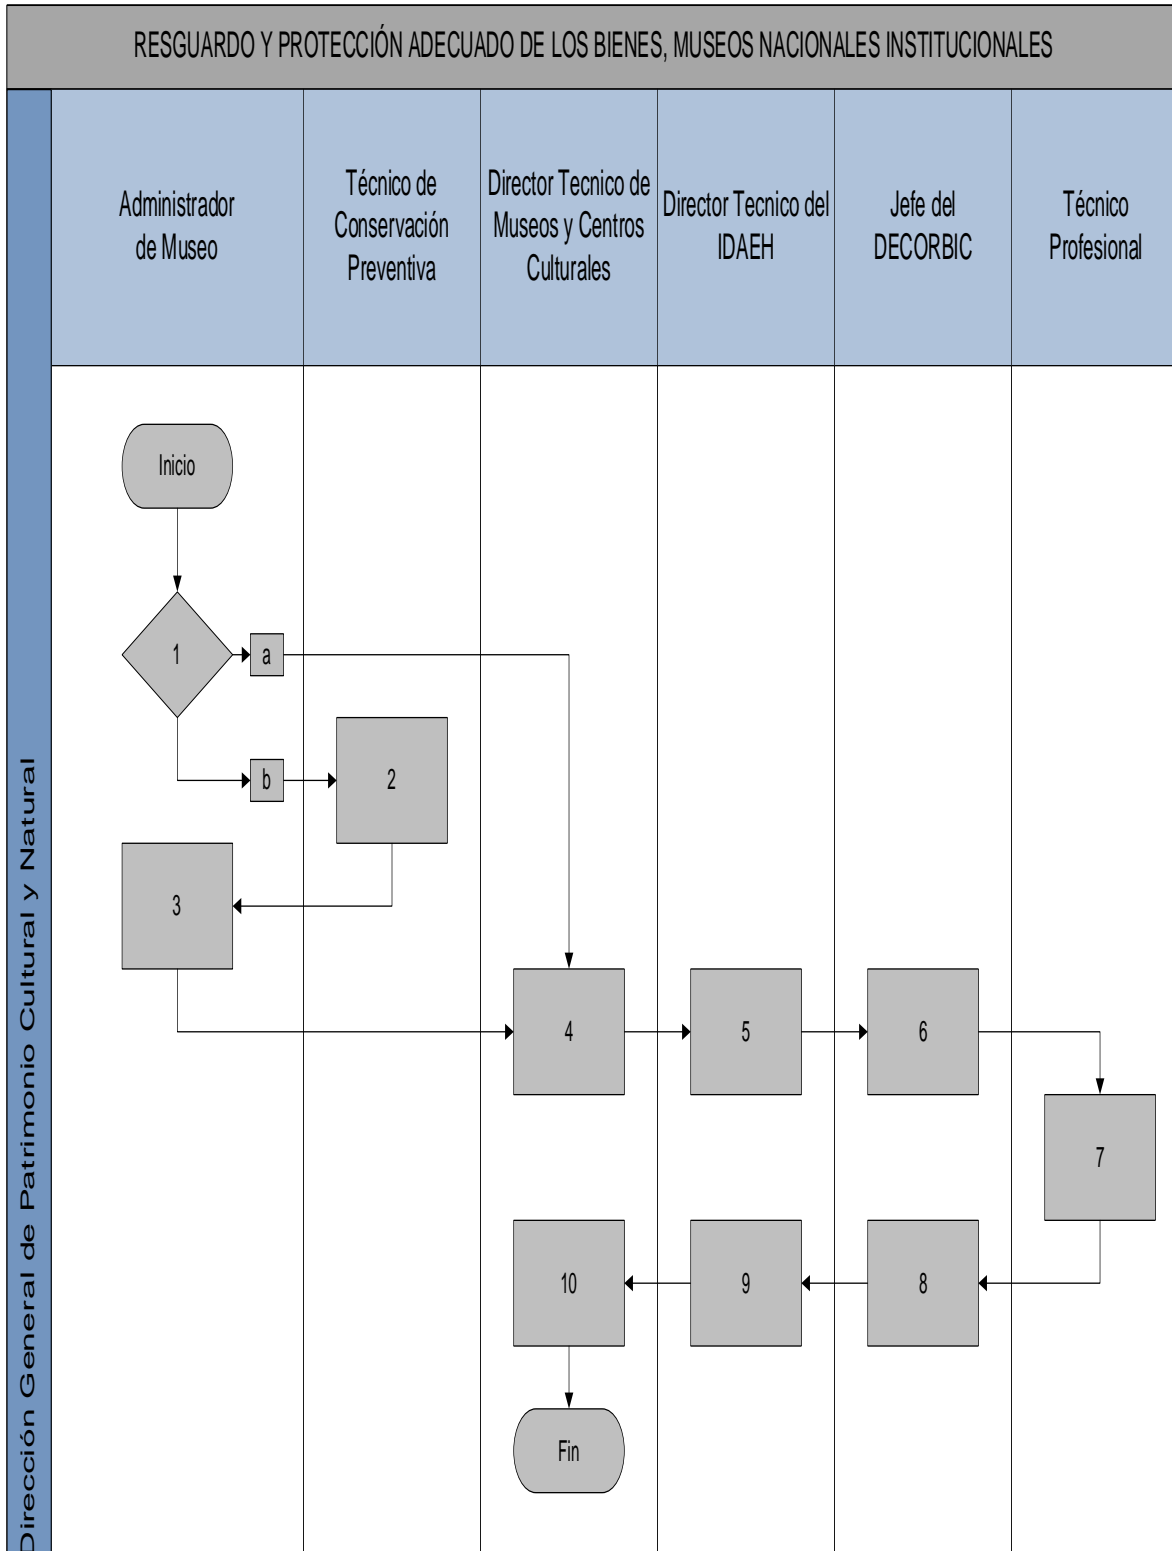 RESGUARDO Y PROTECCIÓN ADECUADO DE LOS BIENES, MUSEOS NACIONALES INSTITUCIONALES
Dirección General de Patrimonio Cultural y Natural
Administrador
de Museo
Técnico de
Conservación
Preventiva
Director Tecnico de
Museos y Centros
Culturales
Director Tecnico del
IDAEH
Jefe del
DECORBIC
Técnico
Profesional
Inicio
1
a
b
2
3
4
5
6
7
10
9
8
Fin